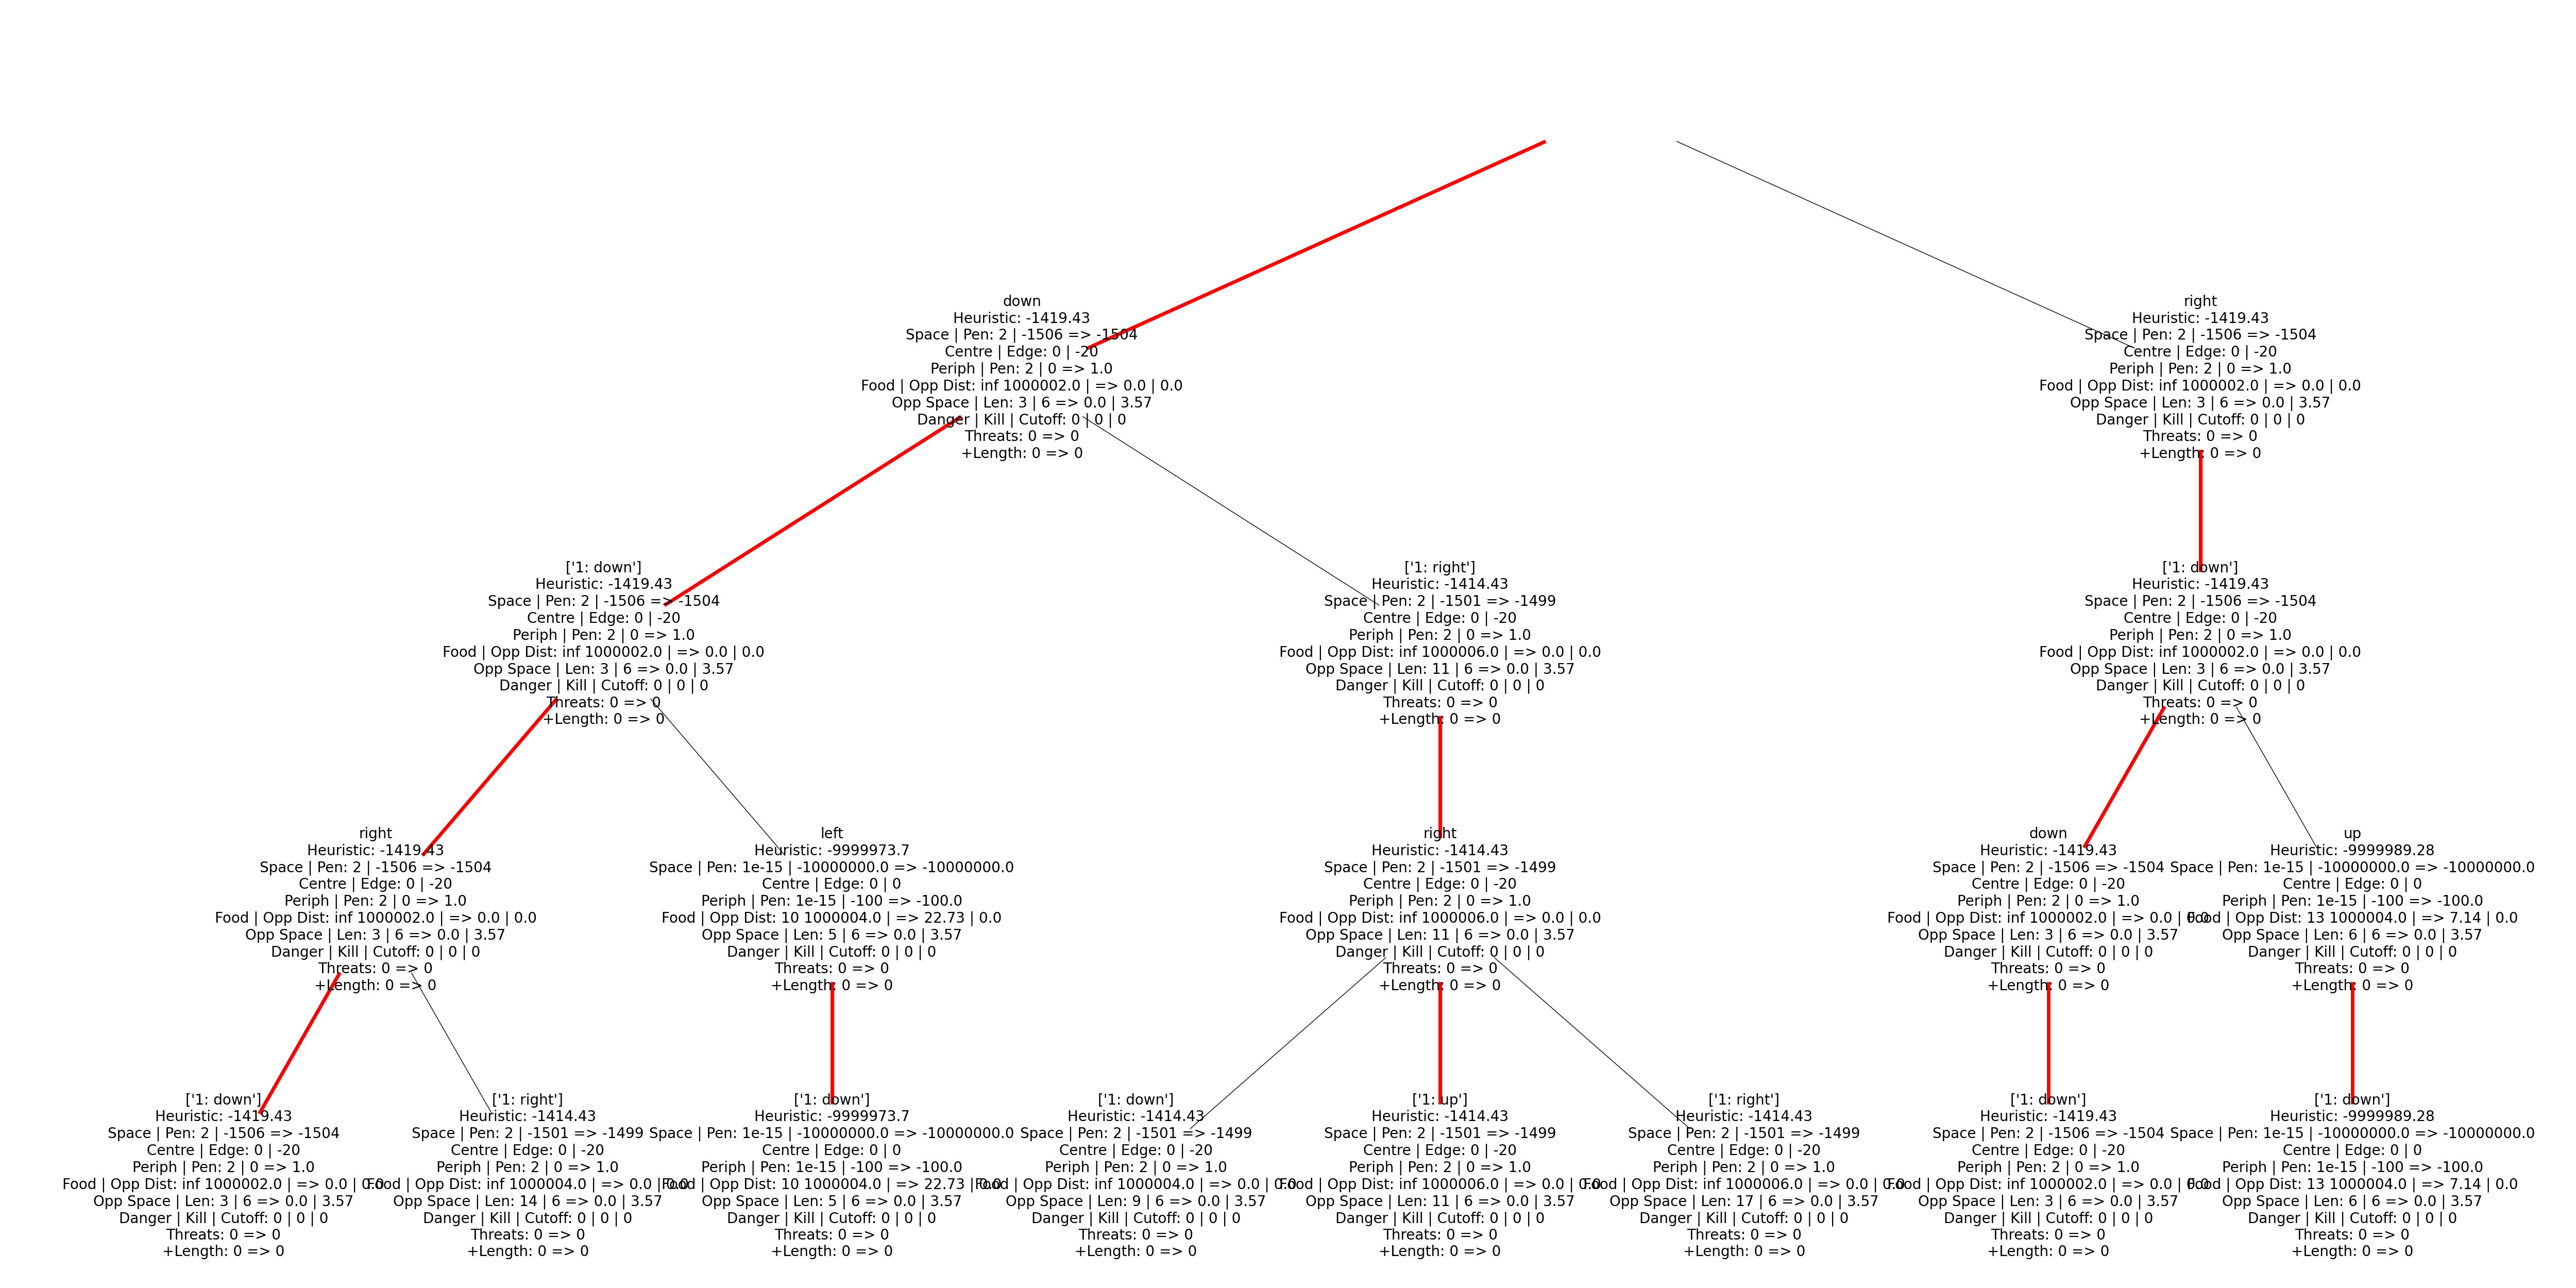 down
Heuristic: -1419.43
Space | Pen: 2 | -1506 => -1504
Centre | Edge: 0 | -20
Periph | Pen: 2 | 0 => 1.0
Food | Opp Dist: inf 1000002.0 | => 0.0 | 0.0
Opp Space | Len: 3 | 6 => 0.0 | 3.57
Danger | Kill | Cutoff: 0 | 0 | 0
Threats: 0 => 0
+Length: 0 => 0
right
Heuristic: -1419.43
Space | Pen: 2 | -1506 => -1504
Centre | Edge: 0 | -20
Periph | Pen: 2 | 0 => 1.0
Food | Opp Dist: inf 1000002.0 | => 0.0 | 0.0
Opp Space | Len: 3 | 6 => 0.0 | 3.57
Danger | Kill | Cutoff: 0 | 0 | 0
Threats: 0 => 0
+Length: 0 => 0
['1: down']
Heuristic: -1419.43
Space | Pen: 2 | -1506 => -1504
Centre | Edge: 0 | -20
Periph | Pen: 2 | 0 => 1.0
Food | Opp Dist: inf 1000002.0 | => 0.0 | 0.0
Opp Space | Len: 3 | 6 => 0.0 | 3.57
Danger | Kill | Cutoff: 0 | 0 | 0
Threats: 0 => 0
+Length: 0 => 0
['1: right']
Heuristic: -1414.43
Space | Pen: 2 | -1501 => -1499
Centre | Edge: 0 | -20
Periph | Pen: 2 | 0 => 1.0
Food | Opp Dist: inf 1000006.0 | => 0.0 | 0.0
Opp Space | Len: 11 | 6 => 0.0 | 3.57
Danger | Kill | Cutoff: 0 | 0 | 0
Threats: 0 => 0
+Length: 0 => 0
['1: down']
Heuristic: -1419.43
Space | Pen: 2 | -1506 => -1504
Centre | Edge: 0 | -20
Periph | Pen: 2 | 0 => 1.0
Food | Opp Dist: inf 1000002.0 | => 0.0 | 0.0
Opp Space | Len: 3 | 6 => 0.0 | 3.57
Danger | Kill | Cutoff: 0 | 0 | 0
Threats: 0 => 0
+Length: 0 => 0
right
Heuristic: -1419.43
Space | Pen: 2 | -1506 => -1504
Centre | Edge: 0 | -20
Periph | Pen: 2 | 0 => 1.0
Food | Opp Dist: inf 1000002.0 | => 0.0 | 0.0
Opp Space | Len: 3 | 6 => 0.0 | 3.57
Danger | Kill | Cutoff: 0 | 0 | 0
Threats: 0 => 0
+Length: 0 => 0
left
Heuristic: -9999973.7
Space | Pen: 1e-15 | -10000000.0 => -10000000.0
Centre | Edge: 0 | 0
Periph | Pen: 1e-15 | -100 => -100.0
Food | Opp Dist: 10 1000004.0 | => 22.73 | 0.0
Opp Space | Len: 5 | 6 => 0.0 | 3.57
Danger | Kill | Cutoff: 0 | 0 | 0
Threats: 0 => 0
+Length: 0 => 0
right
Heuristic: -1414.43
Space | Pen: 2 | -1501 => -1499
Centre | Edge: 0 | -20
Periph | Pen: 2 | 0 => 1.0
Food | Opp Dist: inf 1000006.0 | => 0.0 | 0.0
Opp Space | Len: 11 | 6 => 0.0 | 3.57
Danger | Kill | Cutoff: 0 | 0 | 0
Threats: 0 => 0
+Length: 0 => 0
down
Heuristic: -1419.43
Space | Pen: 2 | -1506 => -1504
Centre | Edge: 0 | -20
Periph | Pen: 2 | 0 => 1.0
Food | Opp Dist: inf 1000002.0 | => 0.0 | 0.0
Opp Space | Len: 3 | 6 => 0.0 | 3.57
Danger | Kill | Cutoff: 0 | 0 | 0
Threats: 0 => 0
+Length: 0 => 0
up
Heuristic: -9999989.28
Space | Pen: 1e-15 | -10000000.0 => -10000000.0
Centre | Edge: 0 | 0
Periph | Pen: 1e-15 | -100 => -100.0
Food | Opp Dist: 13 1000004.0 | => 7.14 | 0.0
Opp Space | Len: 6 | 6 => 0.0 | 3.57
Danger | Kill | Cutoff: 0 | 0 | 0
Threats: 0 => 0
+Length: 0 => 0
['1: down']
Heuristic: -1419.43
Space | Pen: 2 | -1506 => -1504
Centre | Edge: 0 | -20
Periph | Pen: 2 | 0 => 1.0
Food | Opp Dist: inf 1000002.0 | => 0.0 | 0.0
Opp Space | Len: 3 | 6 => 0.0 | 3.57
Danger | Kill | Cutoff: 0 | 0 | 0
Threats: 0 => 0
+Length: 0 => 0
['1: right']
Heuristic: -1414.43
Space | Pen: 2 | -1501 => -1499
Centre | Edge: 0 | -20
Periph | Pen: 2 | 0 => 1.0
Food | Opp Dist: inf 1000004.0 | => 0.0 | 0.0
Opp Space | Len: 14 | 6 => 0.0 | 3.57
Danger | Kill | Cutoff: 0 | 0 | 0
Threats: 0 => 0
+Length: 0 => 0
['1: down']
Heuristic: -9999973.7
Space | Pen: 1e-15 | -10000000.0 => -10000000.0
Centre | Edge: 0 | 0
Periph | Pen: 1e-15 | -100 => -100.0
Food | Opp Dist: 10 1000004.0 | => 22.73 | 0.0
Opp Space | Len: 5 | 6 => 0.0 | 3.57
Danger | Kill | Cutoff: 0 | 0 | 0
Threats: 0 => 0
+Length: 0 => 0
['1: down']
Heuristic: -1414.43
Space | Pen: 2 | -1501 => -1499
Centre | Edge: 0 | -20
Periph | Pen: 2 | 0 => 1.0
Food | Opp Dist: inf 1000004.0 | => 0.0 | 0.0
Opp Space | Len: 9 | 6 => 0.0 | 3.57
Danger | Kill | Cutoff: 0 | 0 | 0
Threats: 0 => 0
+Length: 0 => 0
['1: up']
Heuristic: -1414.43
Space | Pen: 2 | -1501 => -1499
Centre | Edge: 0 | -20
Periph | Pen: 2 | 0 => 1.0
Food | Opp Dist: inf 1000006.0 | => 0.0 | 0.0
Opp Space | Len: 11 | 6 => 0.0 | 3.57
Danger | Kill | Cutoff: 0 | 0 | 0
Threats: 0 => 0
+Length: 0 => 0
['1: right']
Heuristic: -1414.43
Space | Pen: 2 | -1501 => -1499
Centre | Edge: 0 | -20
Periph | Pen: 2 | 0 => 1.0
Food | Opp Dist: inf 1000006.0 | => 0.0 | 0.0
Opp Space | Len: 17 | 6 => 0.0 | 3.57
Danger | Kill | Cutoff: 0 | 0 | 0
Threats: 0 => 0
+Length: 0 => 0
['1: down']
Heuristic: -1419.43
Space | Pen: 2 | -1506 => -1504
Centre | Edge: 0 | -20
Periph | Pen: 2 | 0 => 1.0
Food | Opp Dist: inf 1000002.0 | => 0.0 | 0.0
Opp Space | Len: 3 | 6 => 0.0 | 3.57
Danger | Kill | Cutoff: 0 | 0 | 0
Threats: 0 => 0
+Length: 0 => 0
['1: down']
Heuristic: -9999989.28
Space | Pen: 1e-15 | -10000000.0 => -10000000.0
Centre | Edge: 0 | 0
Periph | Pen: 1e-15 | -100 => -100.0
Food | Opp Dist: 13 1000004.0 | => 7.14 | 0.0
Opp Space | Len: 6 | 6 => 0.0 | 3.57
Danger | Kill | Cutoff: 0 | 0 | 0
Threats: 0 => 0
+Length: 0 => 0